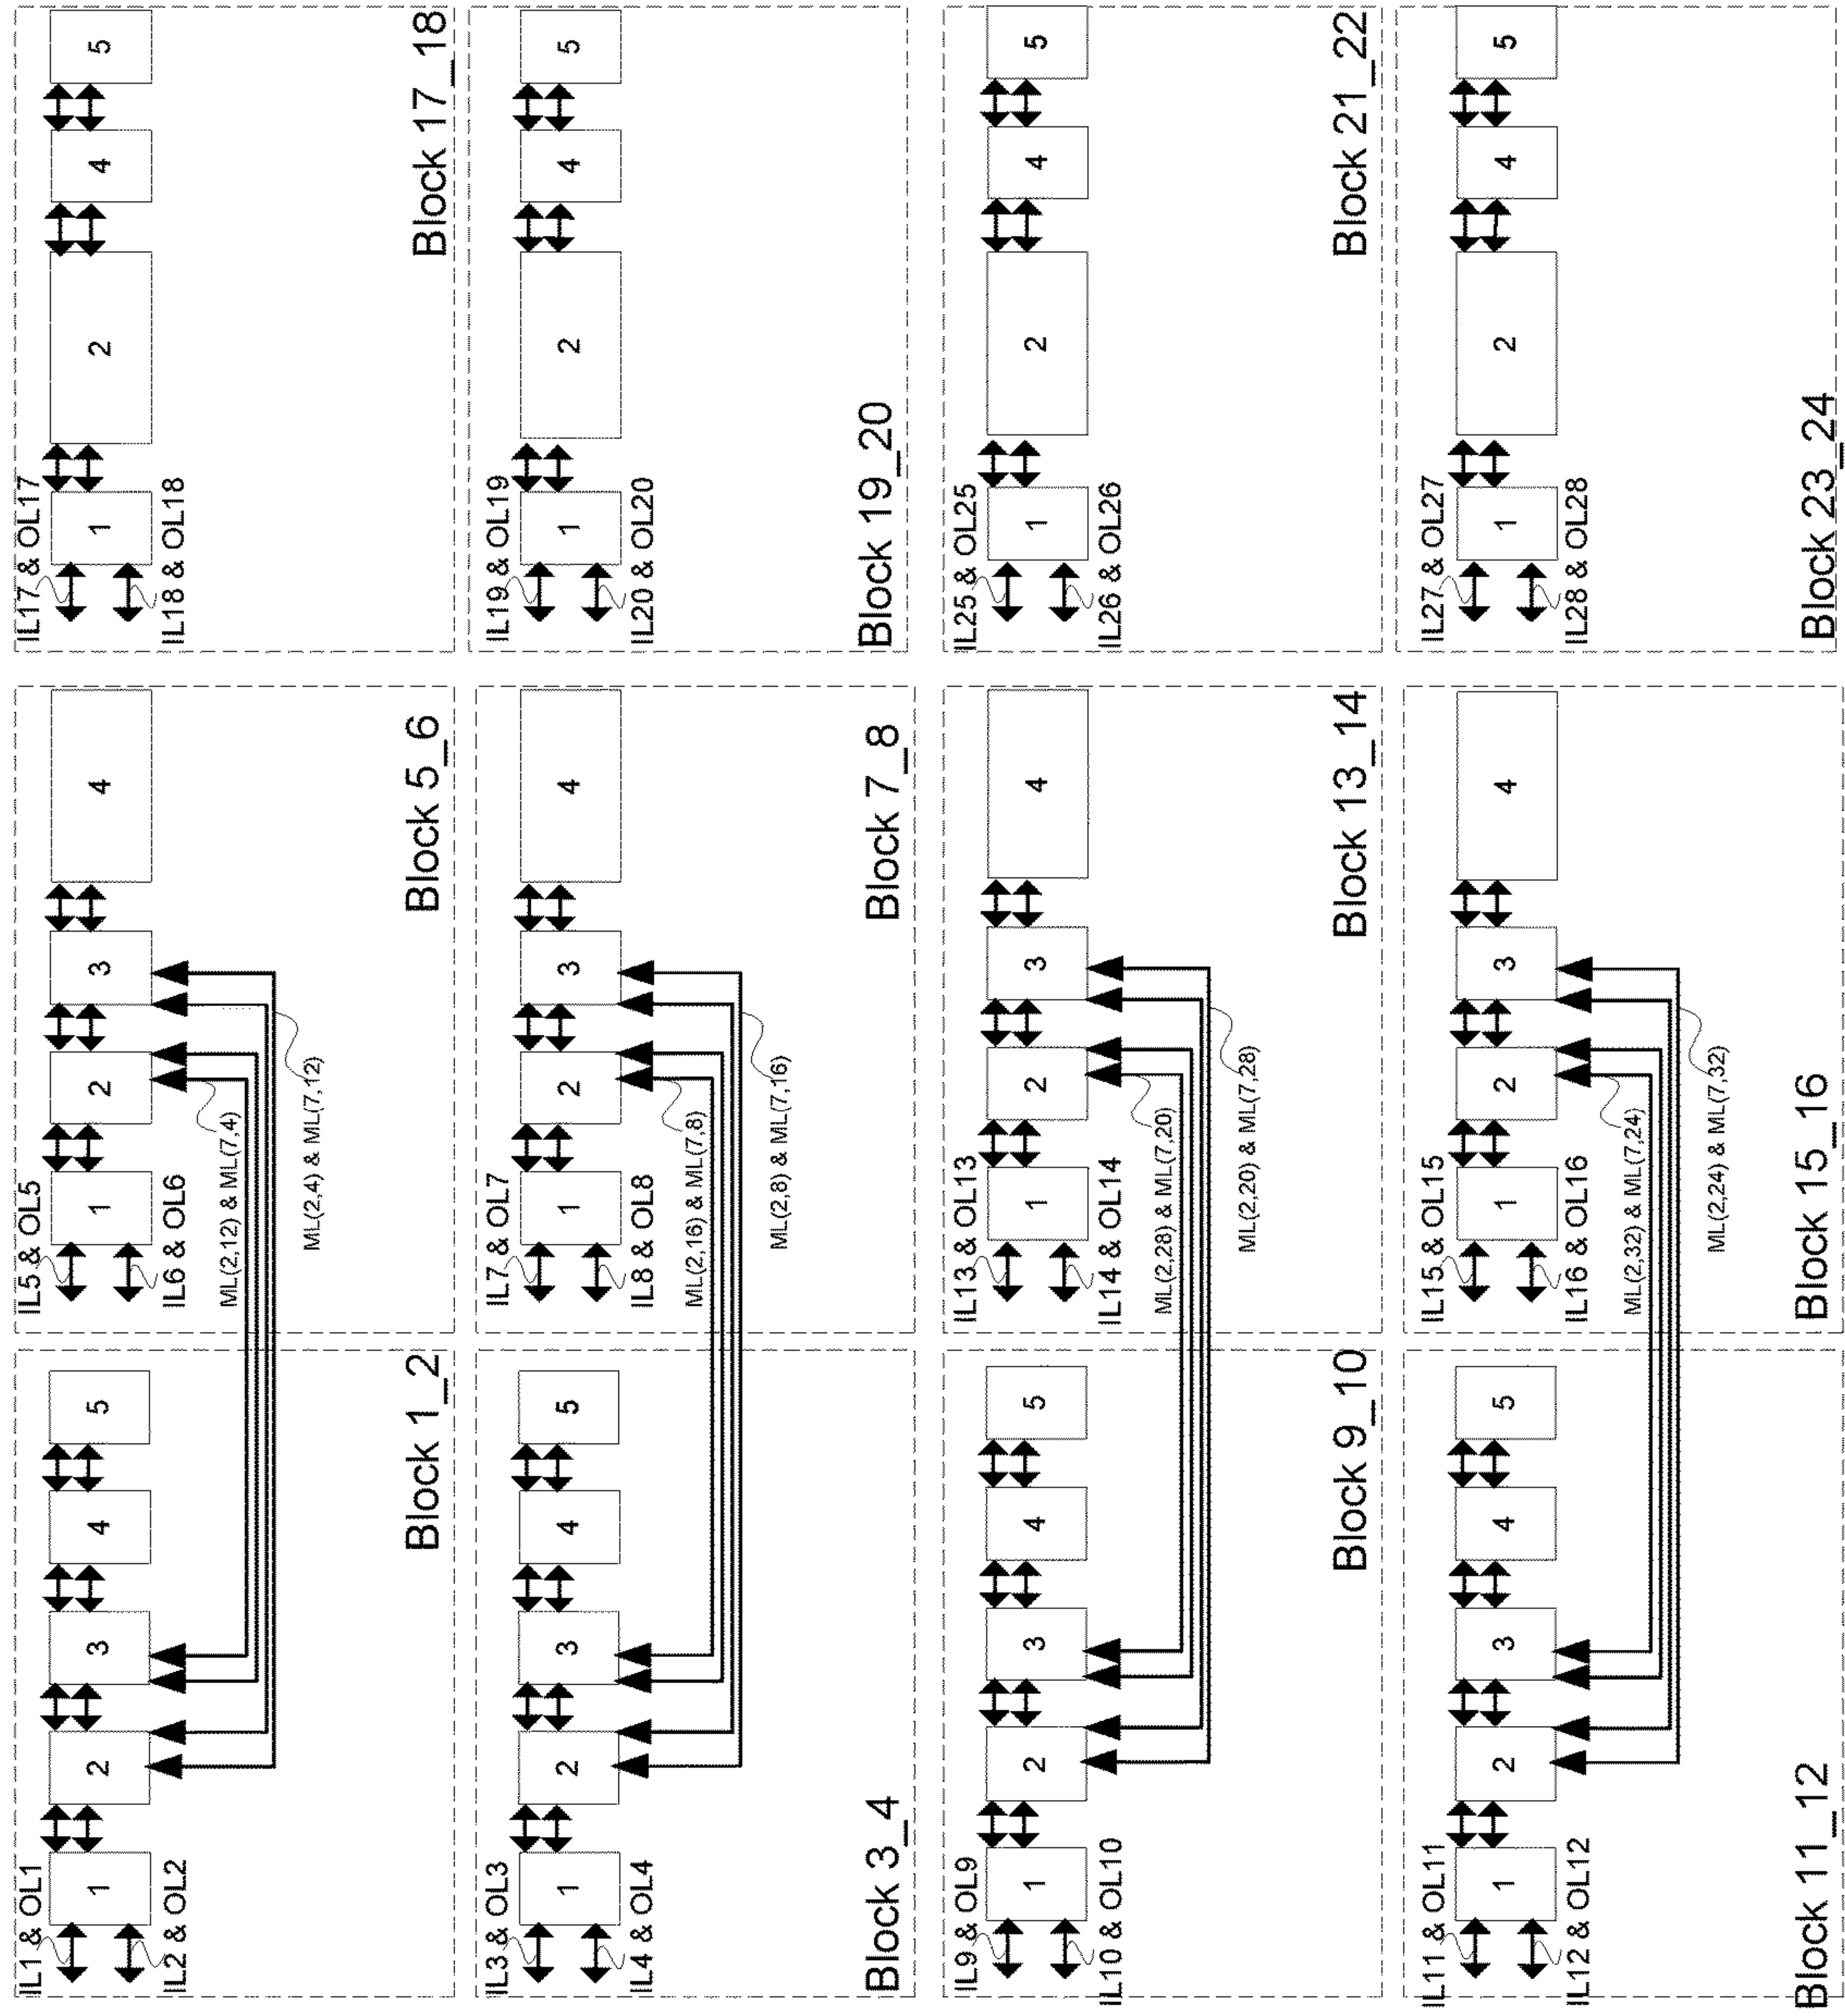 IL1 & OL1
1
2
3
4
5
IL2 & OL2
Block 1_2
IL5 & OL5
1
2
3
4
IL6 & OL6
ML(2,12) & ML(7,4)
ML(2,4) & ML(7,12)
Block 5_6
IL17 & OL17
1
2
4
5
IL18 & OL18
Block 17_18
IL3 & OL3
1
2
3
4
5
IL4 & OL4
Block 3_4
IL7 & OL7
1
2
3
4
IL8 & OL8
ML(2,16) & ML(7,8)
ML(2,8) & ML(7,16)
Block 7_8
IL19 & OL19
1
2
4
5
IL20 & OL20
Block 19_20
IL9 & OL9
1
2
3
4
5
IL10 & OL10
Block 9_10
IL13 & OL13
1
2
3
4
IL14 & OL14
ML(2,28) & ML(7,20)
ML(2,20) & ML(7,28)
Block 13_14
IL25 & OL25
1
2
4
5
IL26 & OL26
Block 21_22
IL11 & OL11
1
2
3
4
5
IL12 & OL12
Block 11_12
IL15 & OL15
1
2
3
4
IL16 & OL16
ML(2,32) & ML(7,24)
ML(2,24) & ML(7,32)
Block 15_16
IL27 & OL27
1
2
4
5
IL28 & OL28
Block 23_24